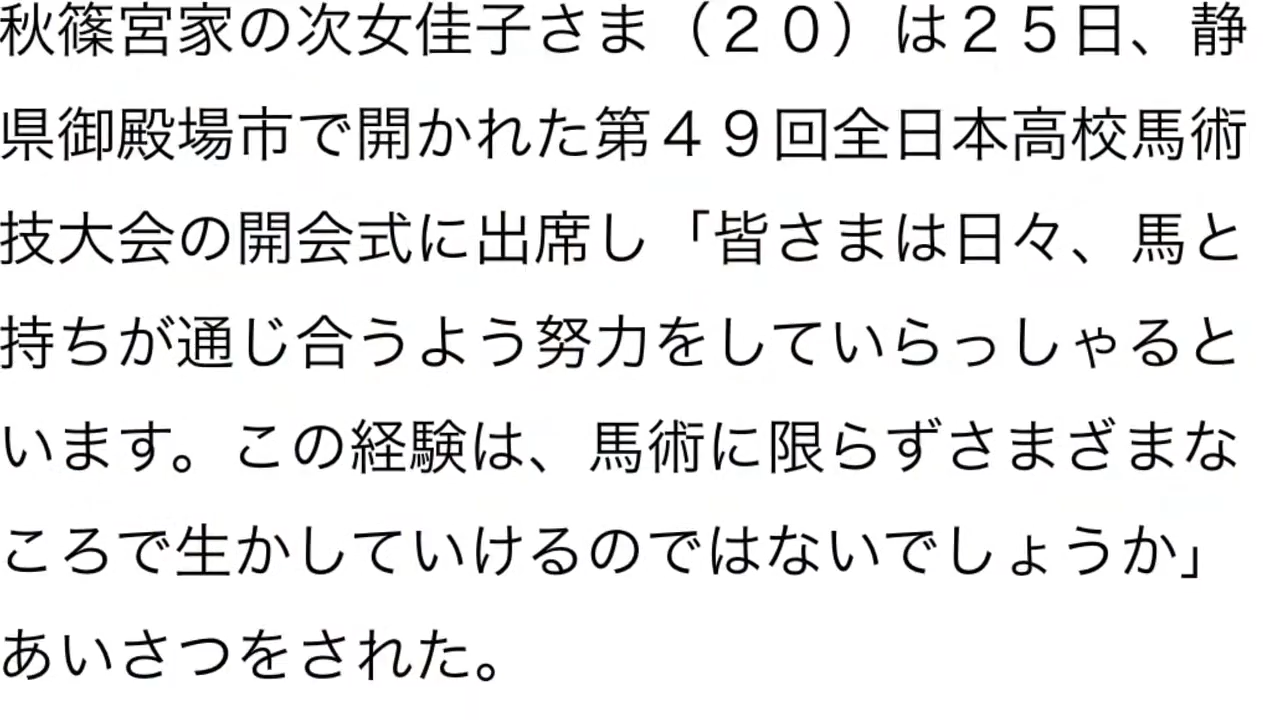 秋篠宮家の次女佳子さま（２０）は２５日、静
県御殿場市で開かれた第４９回全日本高校馬術
技大会の開会式に出席し「皆さまは日々、馬と
持ちが通じ合うよう努力をしていらっしゃると
います。この経験は、馬術に限らずさまざまな
ころで生かしていけるのではないでしょうか」
あいさつをされた。